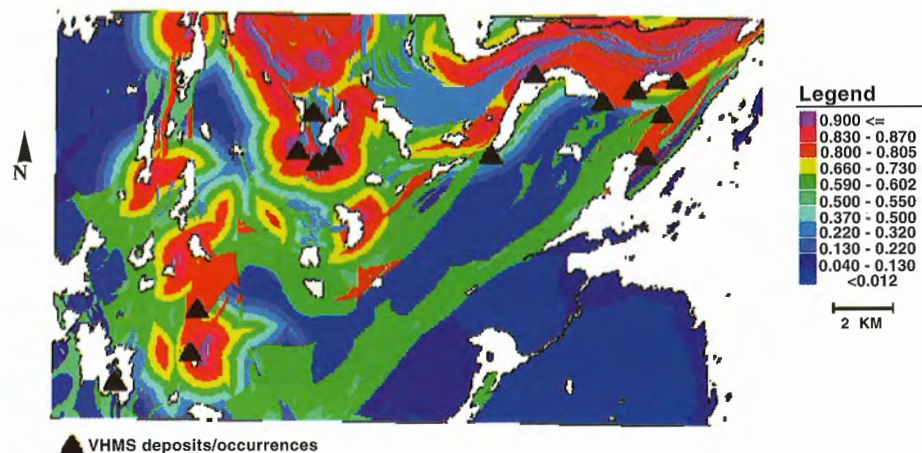 Legend
0.900 <=
0.830 - 0.870
0.800 - 0.805
0.660 - 0.730
0.590 - 0.602
0.500 - 0.550
0.370 - 0.500
0.220 - 0.320
0.130 - 0.220
0.040 - 0.130
<0.012
N
2 KM
VHMS deposits/occurrences